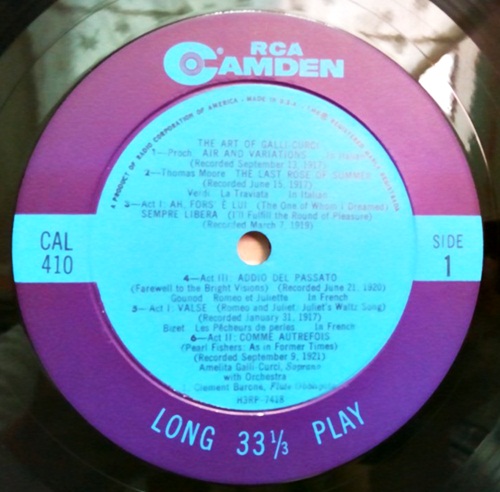 RCA
CAMDEN
A PRODUCT OF RADIO CORPORATION OF AMERICA - MADE IN U.S.A.
THE ART OF GALLI-CURCI
1—Proch AIR AND VARIATIONS In Italian
(Recorded September 13, 1917)
2—Thomas Moore THE LAST ROSE OF SUMMER
(Recorded June 15, 1917)
Verdi La Traviata In Italian
3—Act I: AH, FORS' È LUI (The One of Whom I Dreamed)
SEMPRE LIBERA (I'll Fulfill the Round of Pleasure)
(Recorded March 7, 1919)
CAL
410
SIDE
1
4—Act III: ADDIO DEL PASSATO
(Farewell to the Bright Visions) (Recorded June 21, 1920)
Gounod Romeo et Juliette In French
5—Act I: VALSE (Romeo and Juliet, Juliet's Waltz Song)
(Recorded January 31, 1917)
Bizet Les Pêcheurs de perles In French
6—Act II: COMME AUTREFOIS
(Pearl Fishers: As in Former Times)
(Recorded September 9, 1921)
Amelita Galli Curci, Soprano
with Orchestra
Clement Barone, Flute
H3RP-7418
LONG 33 1/3 PLAY